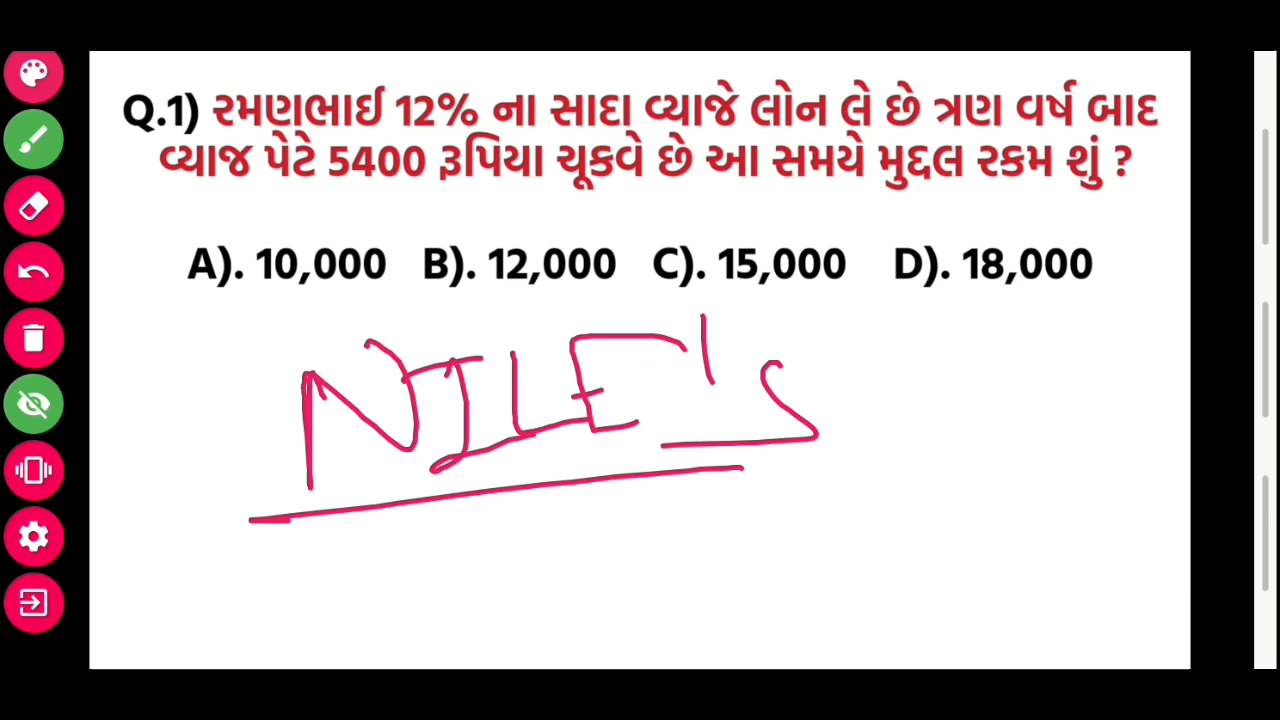 Q.1) રમણભાઈ 12% ના સાદા વ્યાજે લોન લે છે ત્રણ વર્ષ બાદ
વ્યાજ પેટે 5400 રૂપિયા ચૂકવે છે આ સમયે મુદ્દલ રકમ શું ?
A). 10,000 B). 12,000 C). 15,000 D). 18,000
NILE's